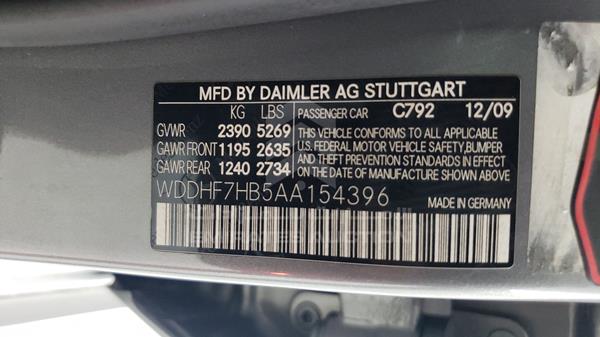 MFD BY DAIMLER AG STUTTGART
KG LBS PASSENGER CAR C792 12/09
GVWR 2390 5269 THIS VEHICLE CONFORMS TO ALL APPLICABLE
GAWR FRONT 1195 2635 U.S. FEDERAL MOTOR VEHICLE SAFETY,BUMPER
GAWR REAR 1240 2734 AND THEFT PREVENTION STANDARDS IN EFFECT
ON THE DATE OF MANUFACTURE SHOWN ABOVE.
WDDHF7HB5AA154396
MADE IN GERMANY